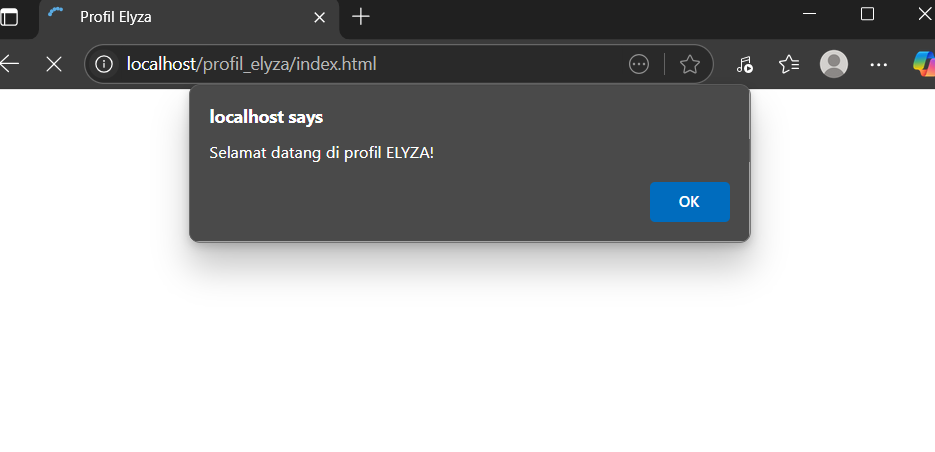 Profil Elyza
localhost/profil_elyza/index.html
localhost says
Selamat datang di profil ELYZA!
OK